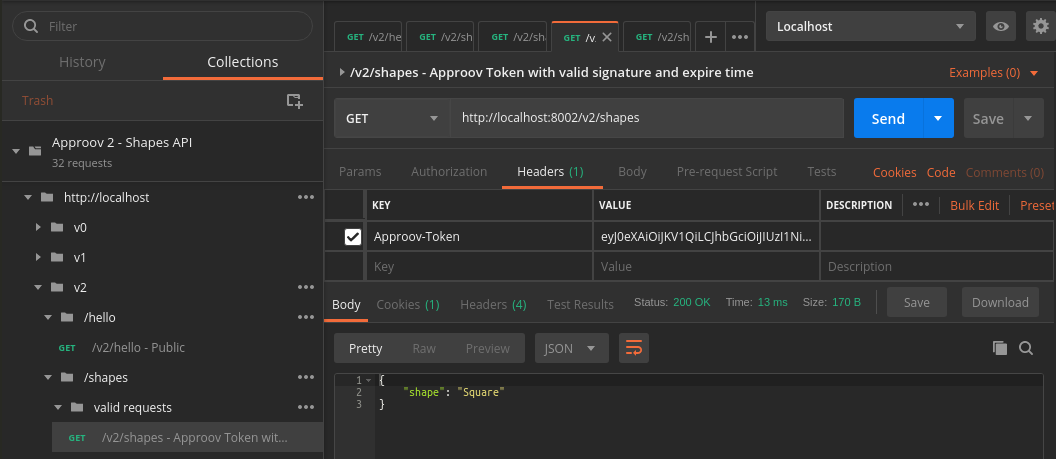 Filter
History
Collections
Trash
Approov 2 - Shapes API
32 requests
http://localhost
v0
v1
v2
/hello
GET /v2/hello - Public
/shapes
valid requests
GET /v2/shapes - Approov Token wit...
GET /v2/he
GET /v2/sh
GET /v2/sh
GET /v.
GET /v2/sh
Localhost
/v2/shapes - Approov Token with valid signature and expire time
Examples (0)
GET
http://localhost:8002/v2/shapes
Send
Save
Params
Authorization
Headers (1)
Body
Pre-request Script
Tests
Cookies
Code
Comments (0)
KEY
VALUE
DESCRIPTION
Bulk Edit
Preset
Approov-Token
eyJ0eXAiOiJKV1QiLCJhbGciOiJIUzI1Ni...
Key
Value
Description
Body
Cookies (1)
Headers (4)
Test Results
Status: 200 OK
Time: 13 ms
Size: 170 B
Save
Download
Pretty
Raw
Preview
JSON
1 {
2 "shape": "Square"
3 }